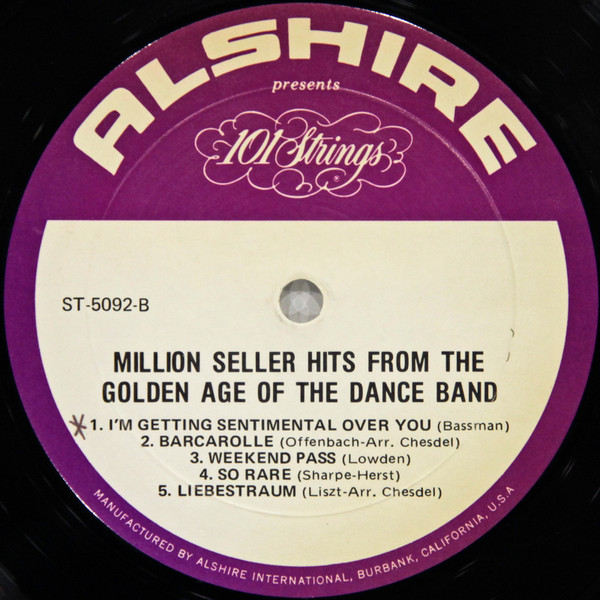 ALSHIRE
presents
101 Strings
®
ST-5092-B
MILLION SELLER HITS FROM THE
GOLDEN AGE OF THE DANCE BAND
*1. I'M GETTING SENTIMENTAL OVER YOU (Bassman)
2. BARCAROLLE (Offenbach-Arr. Chesdel)
3. WEEKEND PASS (Lowden)
4. SO RARE (Sharpe-Herst)
5. LIEBESTRAUM (Liszt-Arr. Chesdel)
MANUFACTURED BY ALSHIRE INTERNATIONAL, BURBANK, CALIFORNIA, U.S.A